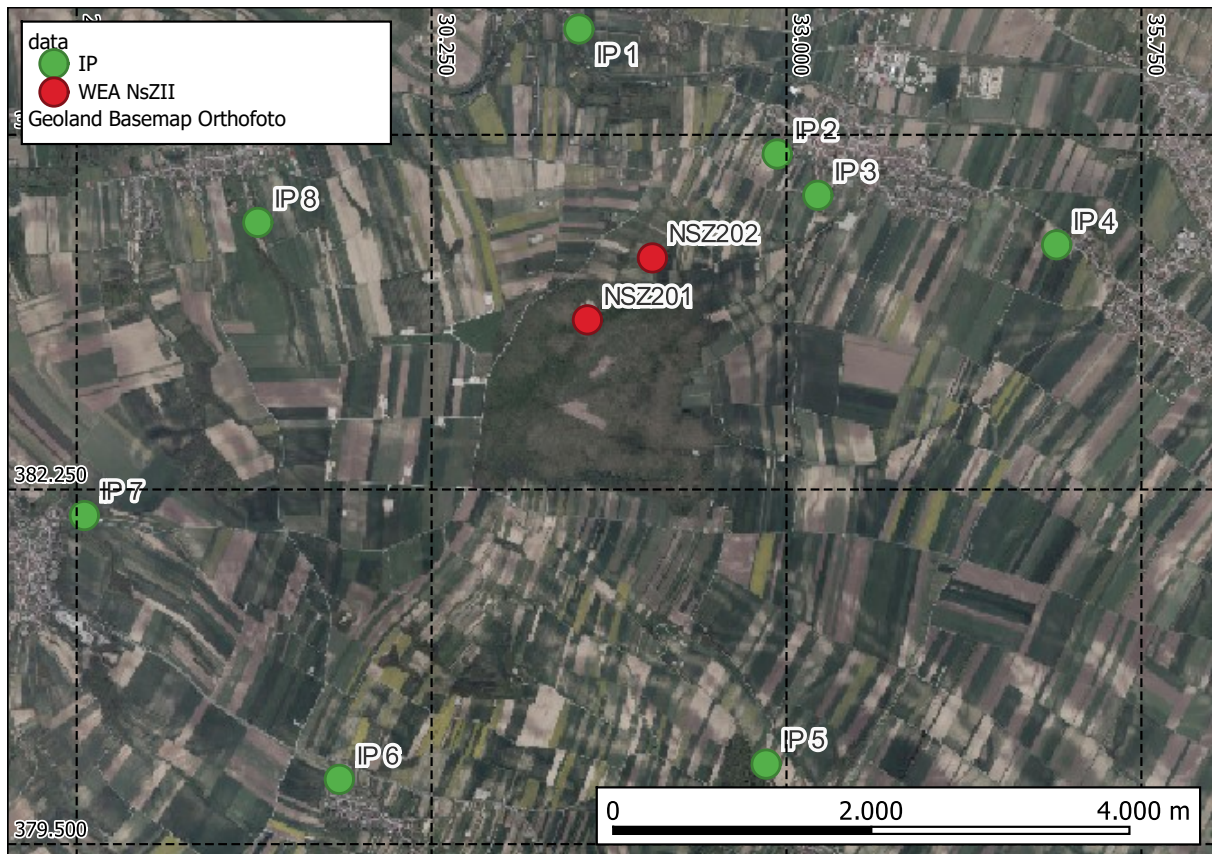 data
IP
WEA NsZII
Geoland Basemap Orthofoto
30.250
33.000
35.750
IP 1
IP 2
IP 3
IP 4
IP 8
NSZ202
NSZ201
382.250
IP 7
IP 5
IP 6
379.500
0 2.000 4.000 m